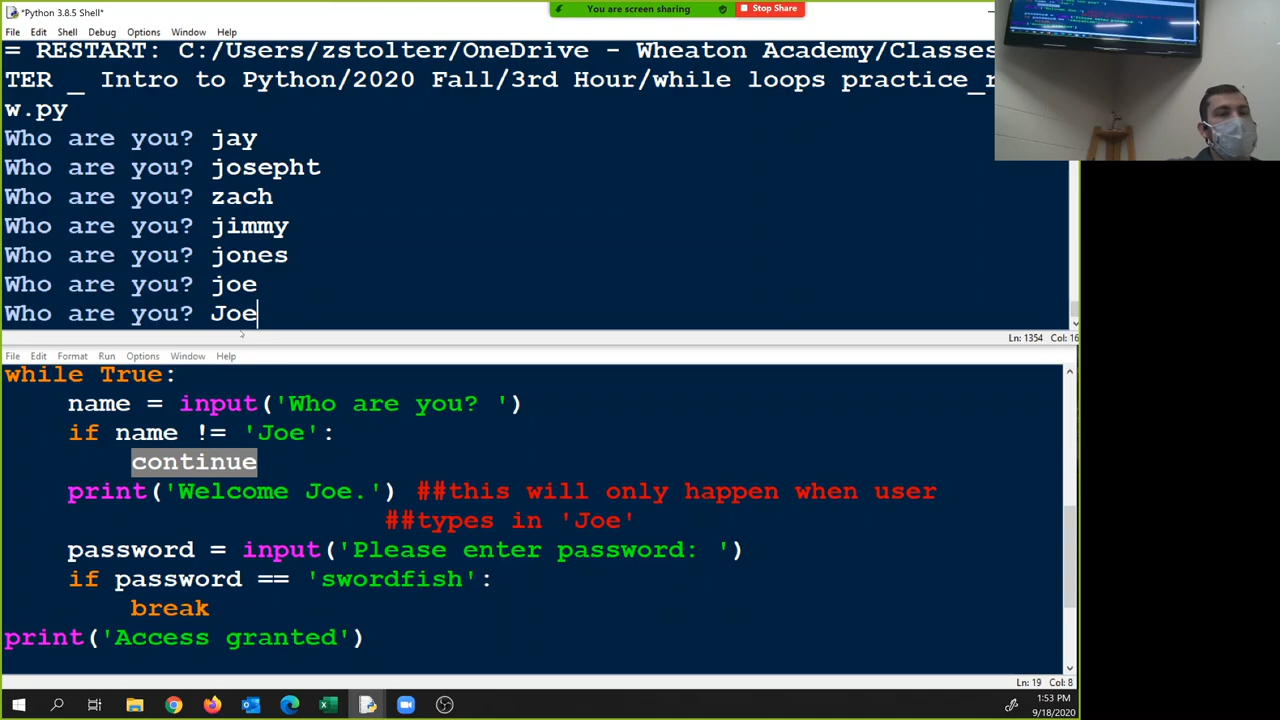 *Python 3.8.5 Shell*
You are screen sharing
Stop Share
File Edit Shell Debug Options Window Help
= RESTART: C:/Users/zstolter/OneDrive - Wheaton Academy/Classes
TER _ Intro to Python/2020 Fall/3rd Hour/while loops practice_
w.py
Who are you? jay
Who are you? josepht
Who are you? zach
Who are you? jimmy
Who are you? jones
Who are you? joe
Who are you? Joe
Ln: 1354 Col: 16
File Edit Format Run Options Window Help
while True:
    name = input('Who are you? ')
    if name != 'Joe':
        continue
    print('Welcome Joe.') ##this will only happen when user
                        ##types in 'Joe'
    password = input('Please enter password: ')
    if password == 'swordfish':
        break
print('Access granted')
Ln: 19 Col: 8
1:53 PM
9/18/2020